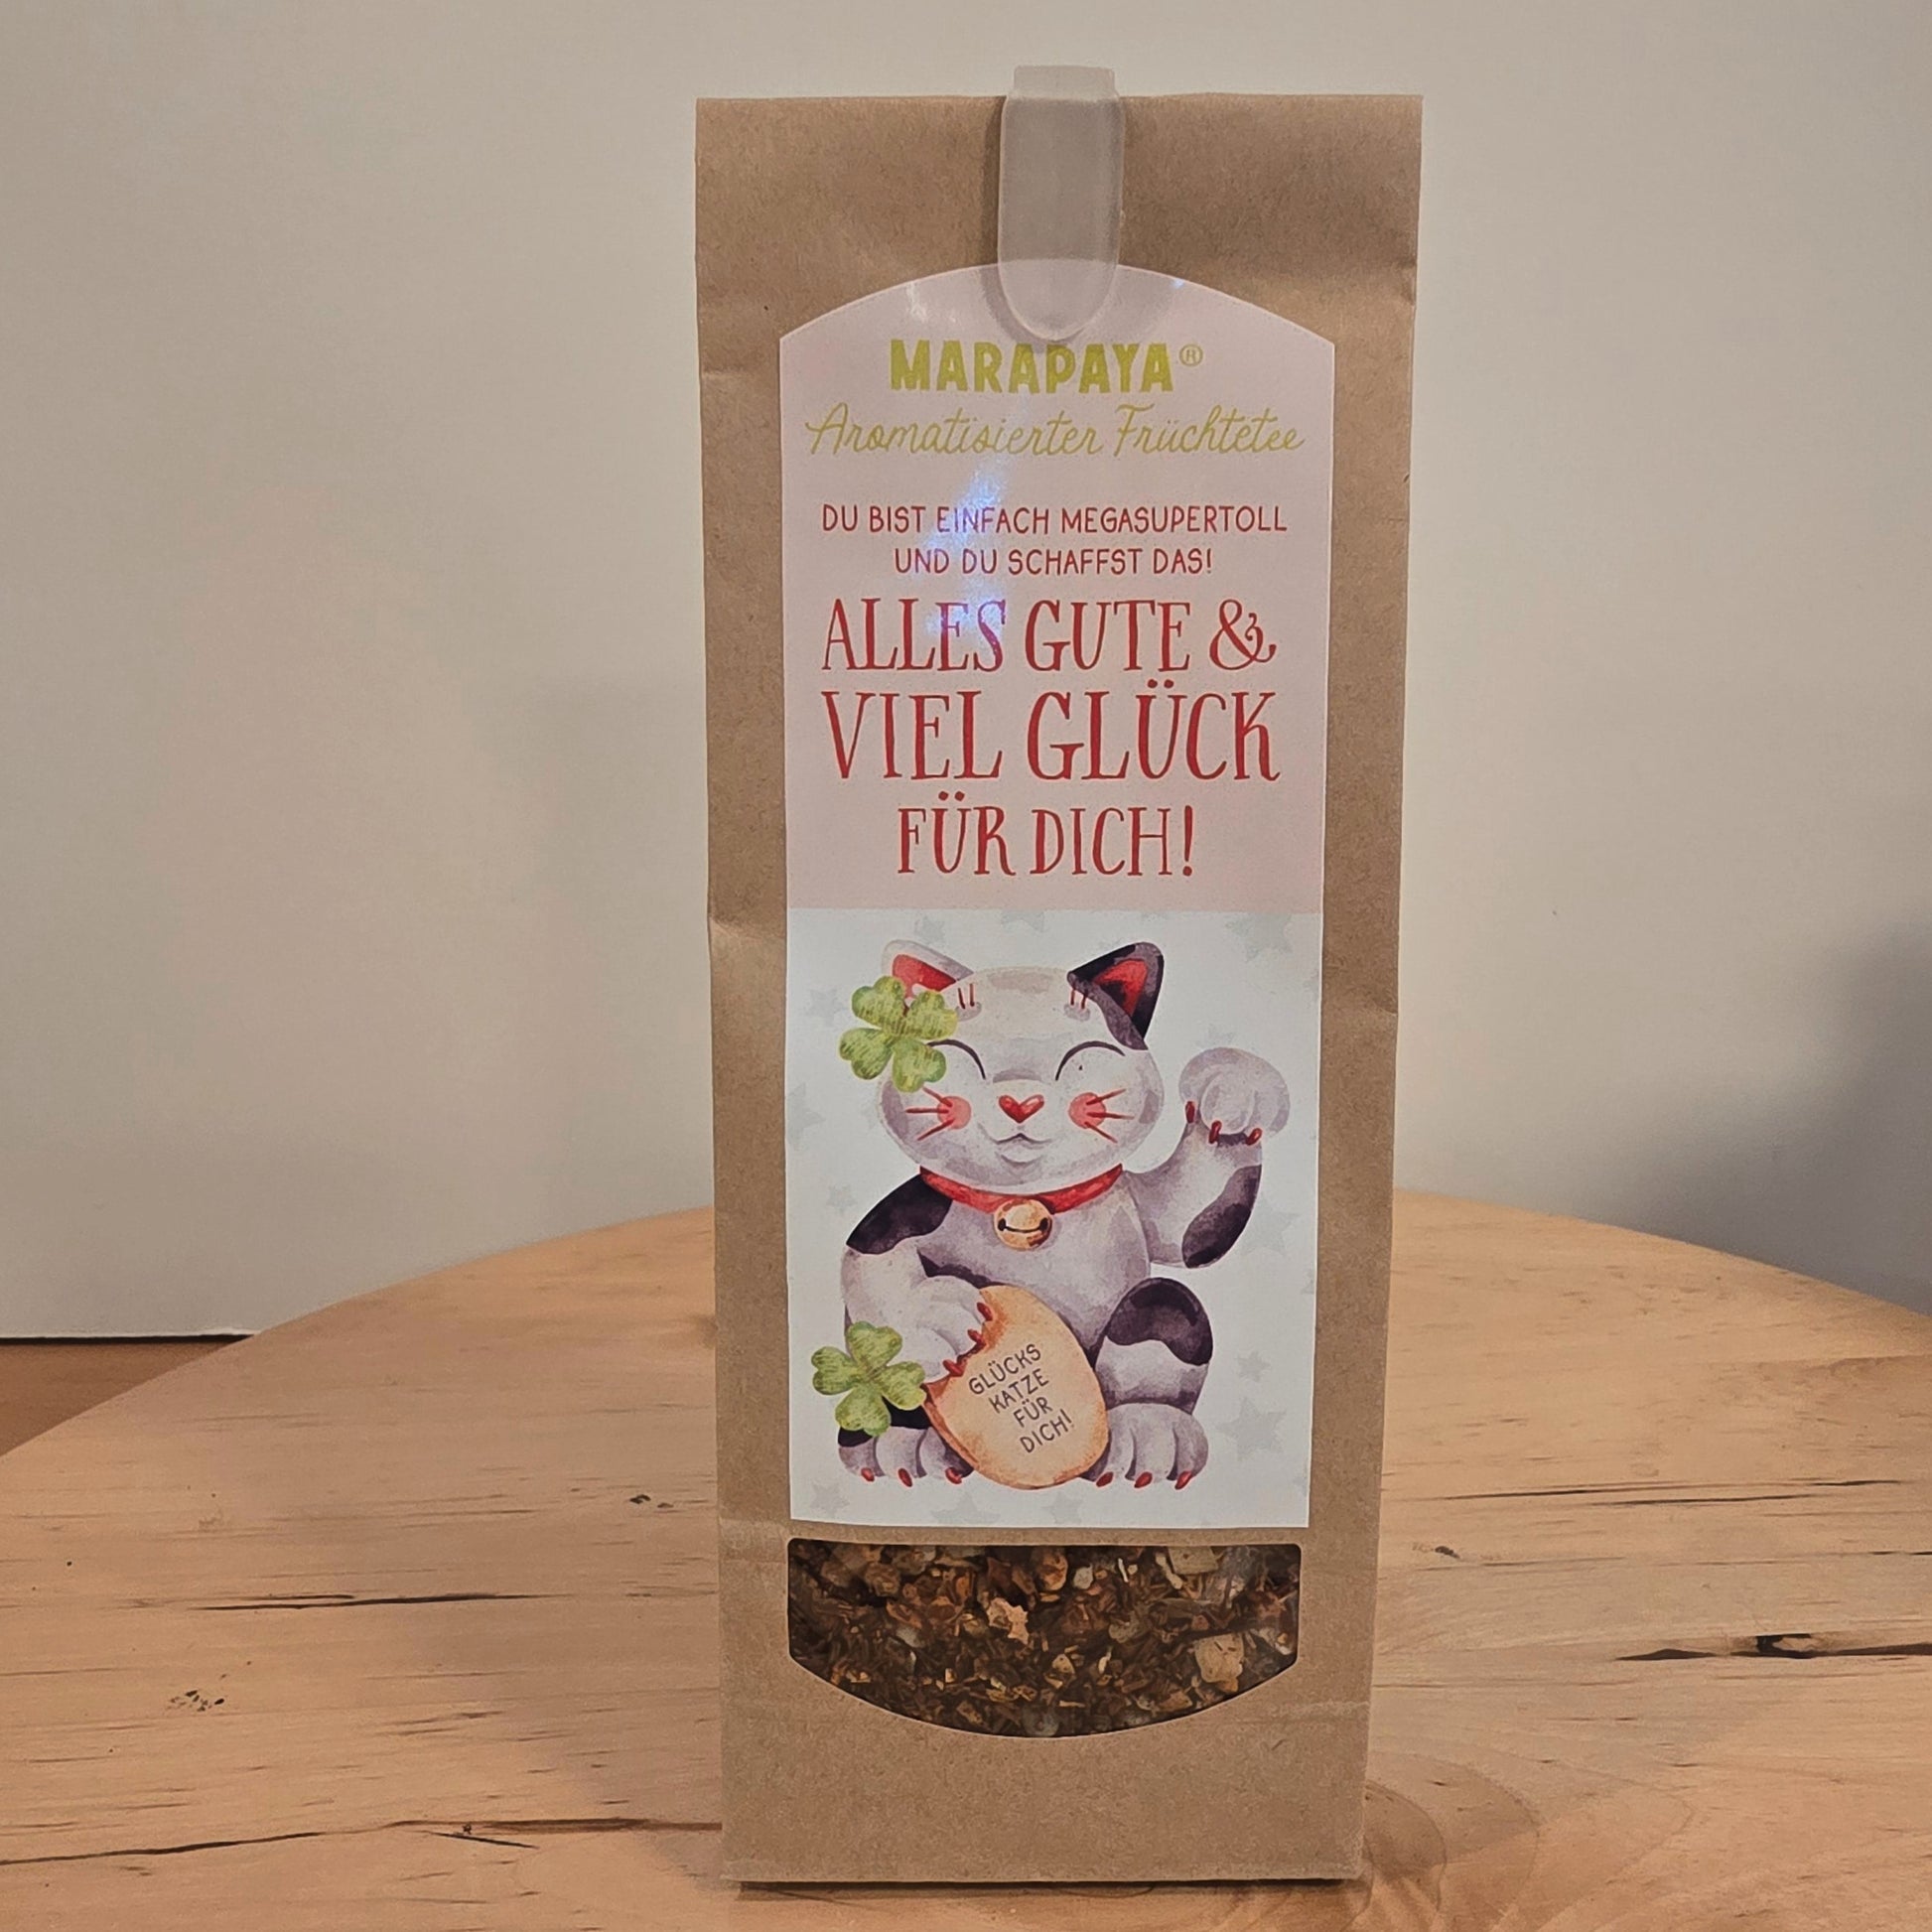 MARAPAYA®
Aromatisierter Früchtetee
DU BIST EINFACH MEGASUPERTOLL
UND DU SCHAFFST DAS!
ALLES GUTE &
VIEL GLÜCK
FÜR DICH!
GLÜCKS
KATZE
FÜR
DICH!